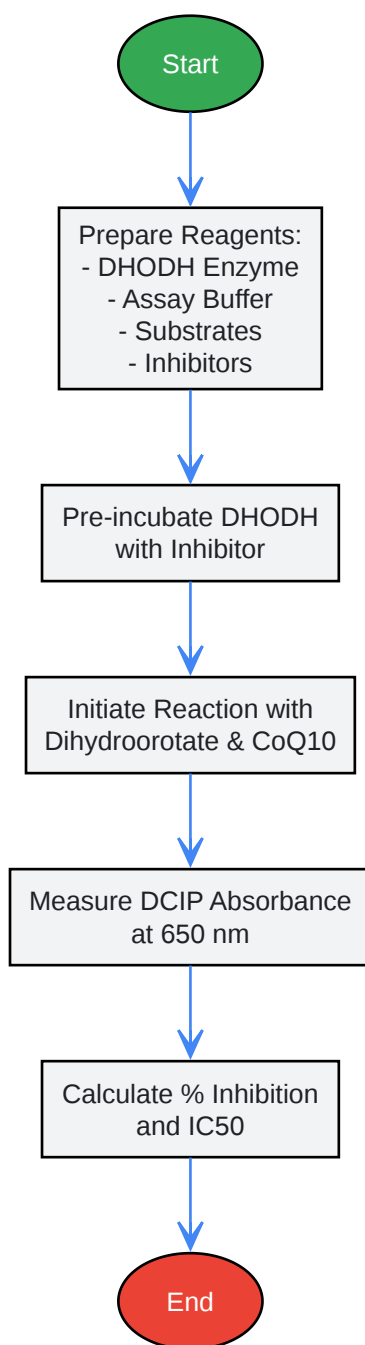 Start
Prepare Reagents:
- DHODH Enzyme
- Assay Buffer
- Substrates
- Inhibitors
Pre-incubate DHODH
with Inhibitor
Initiate Reaction with
Dihydroorotate & CoQ10
Measure DCIP Absorbance
at 650 nm
Calculate % Inhibition
and IC50
End